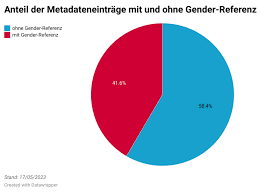 Anteil der Metadateneinträge mit und ohne Gender-Referenz
ohne Gender-Referenz
mit Gender-Referenz
41.6%
58.4%
Stand: 17/05/2023
Created with Datawrapper